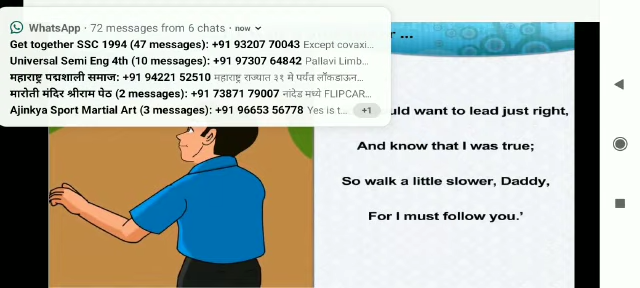 WhatsApp · 72 messages from 6 chats · now
Get together SSC 1994 (47 messages): +91 93207 70043 Except covaxi...
Universal Semi Eng 4th (10 messages): +91 97307 64842 Pallavi Limb...
महाराष्ट्र पद्मशाली समाज: +91 94221 52510 महाराष्ट्र राज्यात ३१ मे पर्यंत लॉकडाऊन...
मारोती मंदिर श्रीराम पेठ (2 messages): +91 73871 79007 नांदेड मध्ये FLIPCAR...
Ajinkya Sport Martial Art (3 messages): +91 96653 56778 Yes is t... +1
...
uld want to lead just right,
And know that I was true;
So walk a little slower, Daddy,
For I must follow you.'